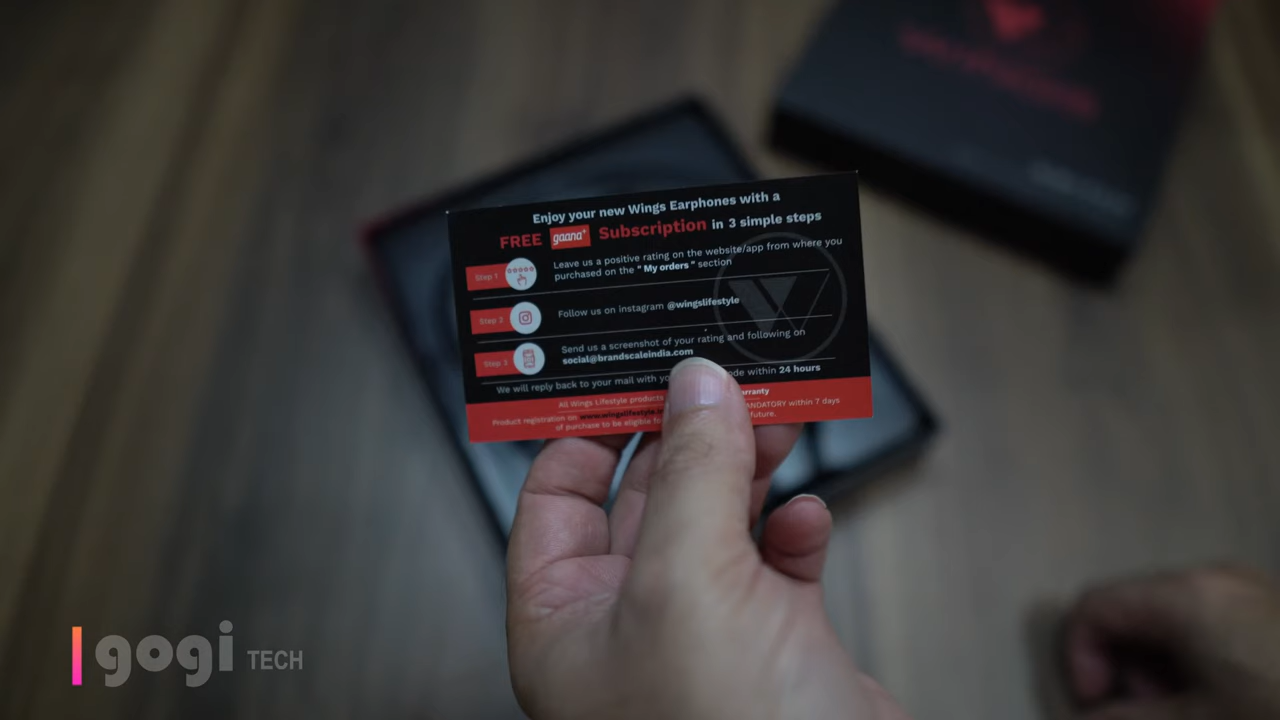 Enjoy your new Wings Earphones with a
FREE gaana+ Subscription in 3 simple steps
Step 1
Leave us a positive rating on the website/app from where you
purchased on the " My orders " section
Step 2
Follow us on instagram @wingslifestyle
Step 3
Send us a screenshot of your rating and following on
social@brandscaleindia.com
We will reply back to your mail with within 24 hours
All Wings Lifestyle products
Product registration on www.wingslifestyle. within 7 days
of purchase to be eligible future.
gogi TECH